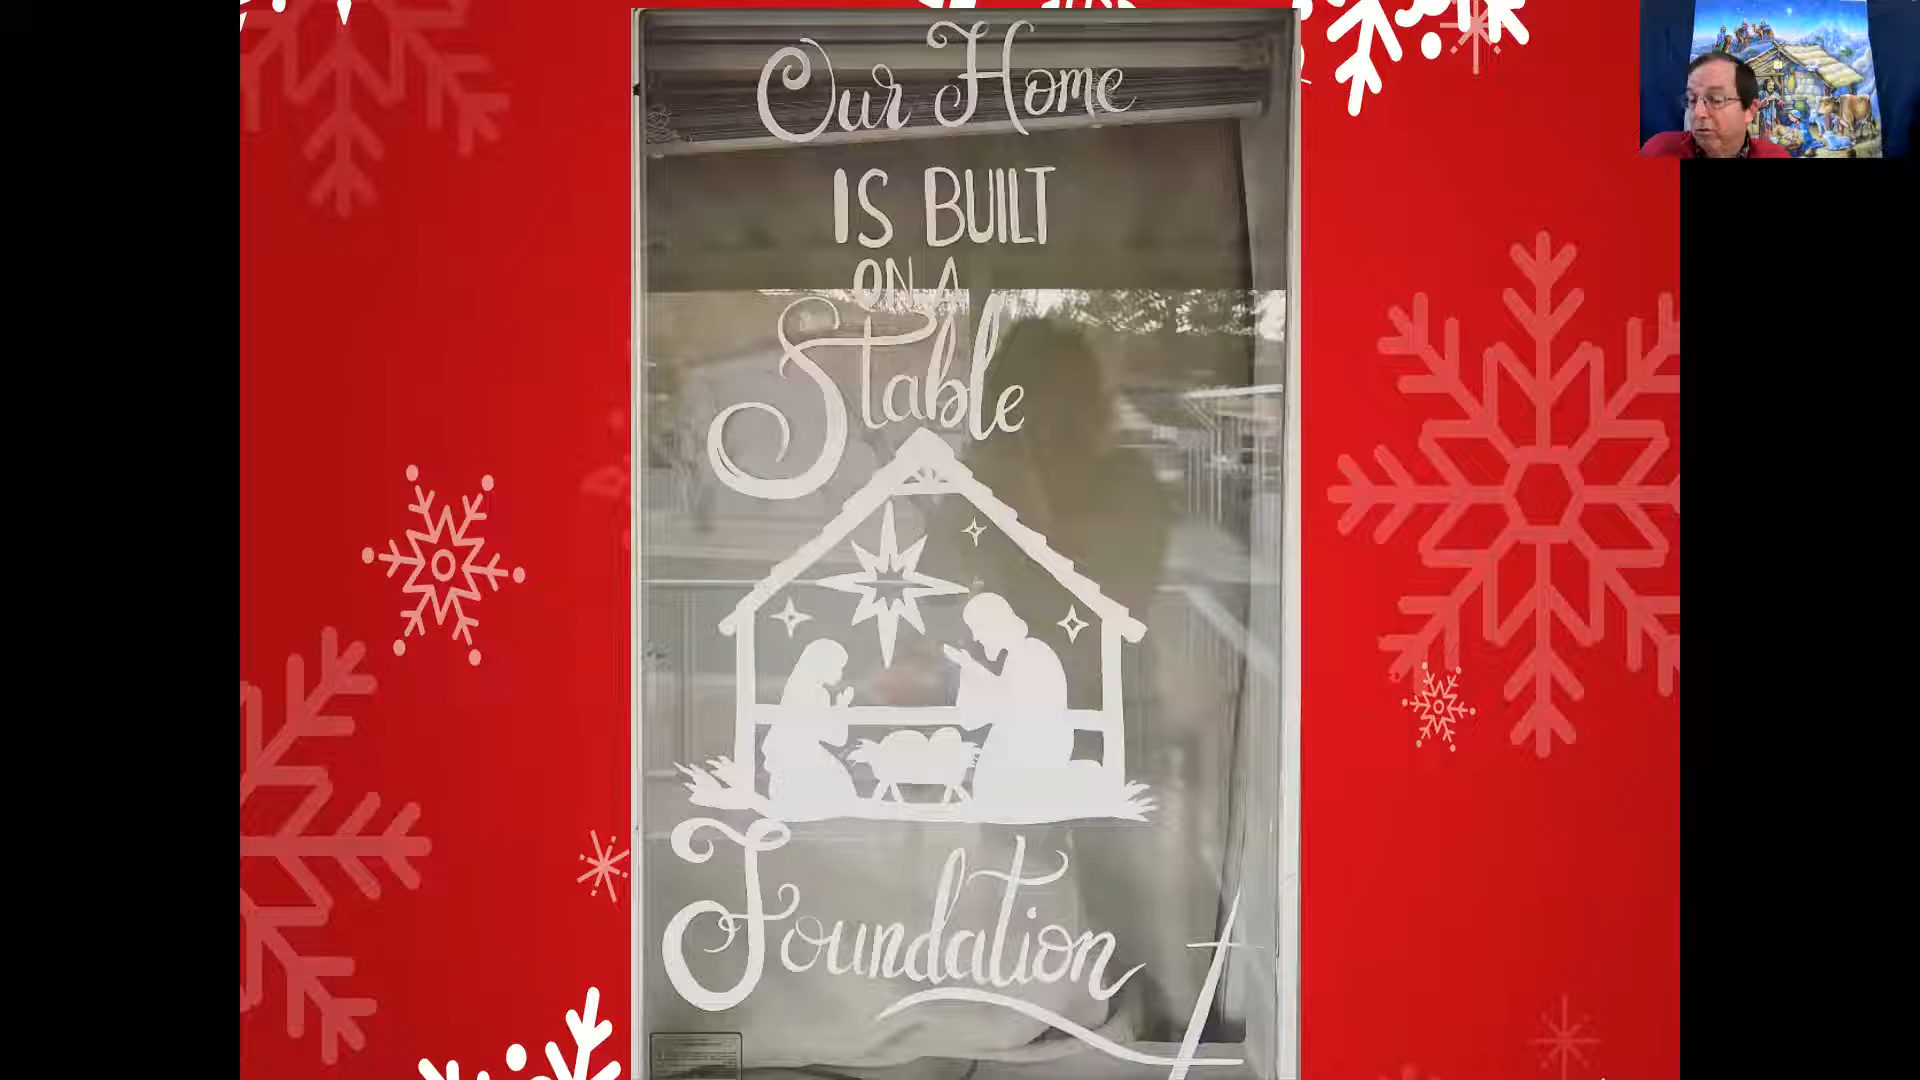 Our Home
IS BUILT
ON A
Stable
Foundation